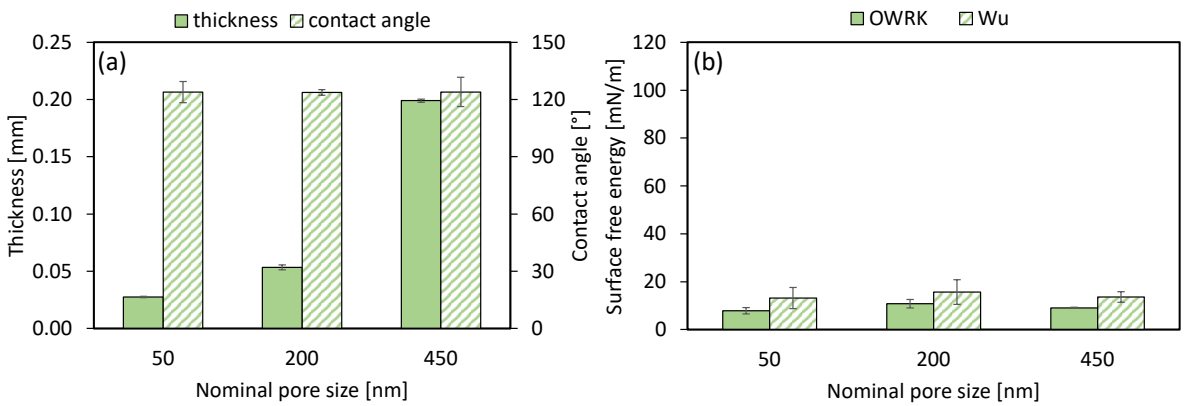 thickness contact angle
(a)
Thickness [mm]
0.25
0.20
0.15
0.10
0.05
0.00
150
120
90
60
30
0
Contact angle [°]
50 200 450
Nominal pore size [nm]
OWRK Wu
(b)
Surface free energy [mN/m]
120
100
80
60
40
20
0
50 200 450
Nominal pore size [nm]